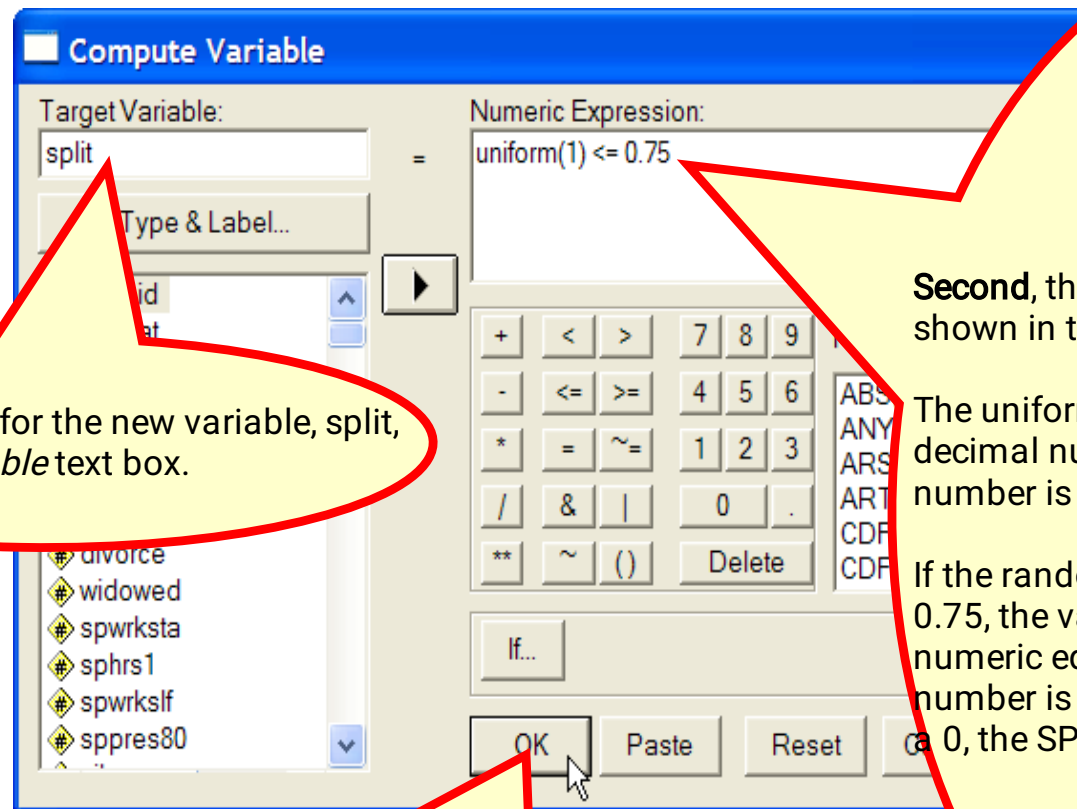 Compute Variable
Target Variable:
Numeric Expression:
split
=
uniform(1) <= 0.75
Type & Label...
id
at
for the new variable, split,
ble text box.
divorce
widowed
spwrksta
sphrs1
spwrkslf
sppres80
+ < > 7 8 9
- <= >= 4 5 6
* = ~= 1 2 3
/ & | 0 .
** ~ () Delete
ABS
ANY
ARS
ART
CDF
CDF
If...
OK Paste Reset
Second, th
shown in t
The unifor
decimal nu
number is
If the rand
0.75, the v
numeric e
number is
a 0, the SP